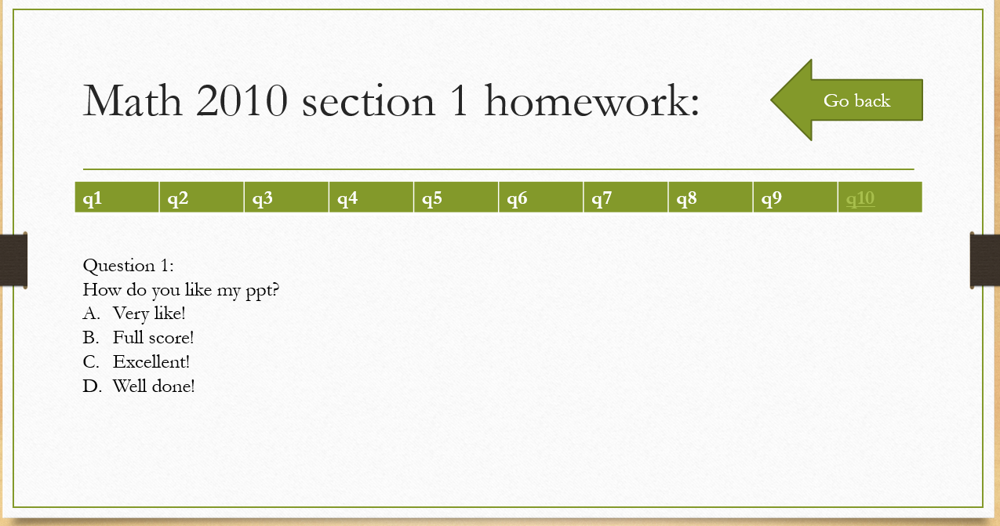 Math 2010 section 1 homework:
Go back
q1 q2 q3 q4 q5 q6 q7 q8 q9 q10
Question 1:
How do you like my ppt?
A. Very like!
B. Full score!
C. Excellent!
D. Well done!